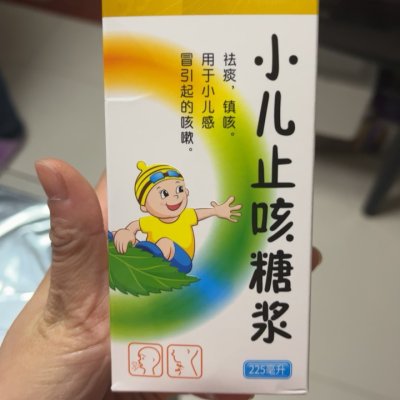 小儿止咳糖浆
祛痰，镇咳。
用于小儿感
冒引起的咳嗽。
225毫升